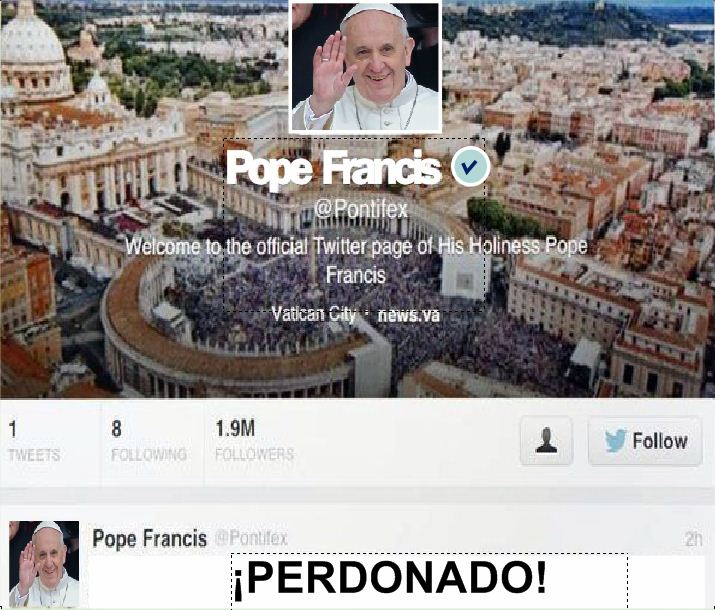 Pope Francis
@Pontifex
Welcome to the official Twitter page of His Holiness Pope
Francis
Vatican City · news.va
1
TWEETS
8
FOLLOWING
1.9M
FOLLOWERS
Follow
Pope Francis @Pontifex 2h
¡PERDONADO!